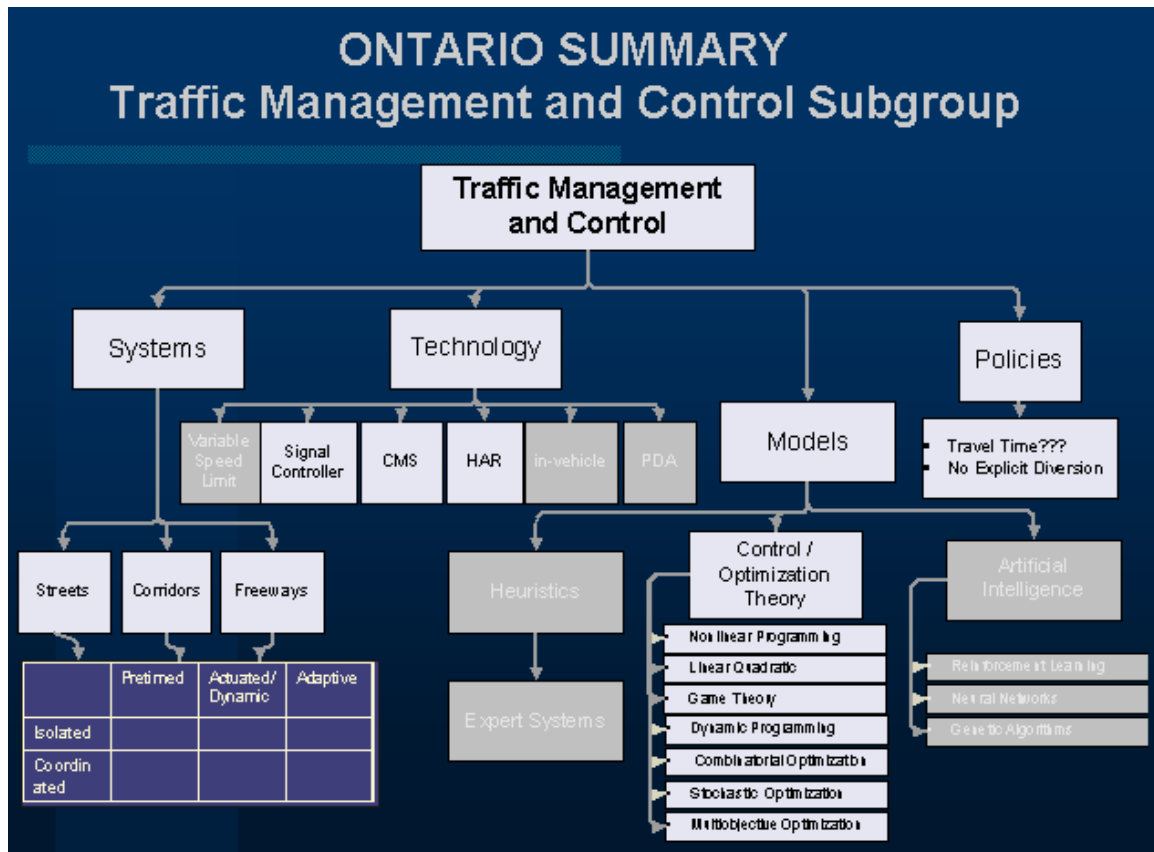 ONTARIO SUMMARY
Traffic Management and Control Subgroup
Traffic Management
and Control
Systems
Technology
Models
Policies
Variable
Speed
Limit
Signal
Controller
CMS
HAR
in-vehicle
PDA
Travel Time???
No Explicit Diversion
Streets
Corridors
Freeways
Pretimed
Actuated/
Dynamic
Adaptive
Isolated
Coordin
ated
Heuristics
Expert Systems
Control /
Optimization
Theory
Nonlinear Programming
Linear Quadratic
Game Theory
Dynamic Programming
Combinatorial Optimization
Stochastic Optimization
Multiobjective Optimization
Artificial
Intelligence
Reinforcement Learning
Neural Networks
Genetic Algorithms